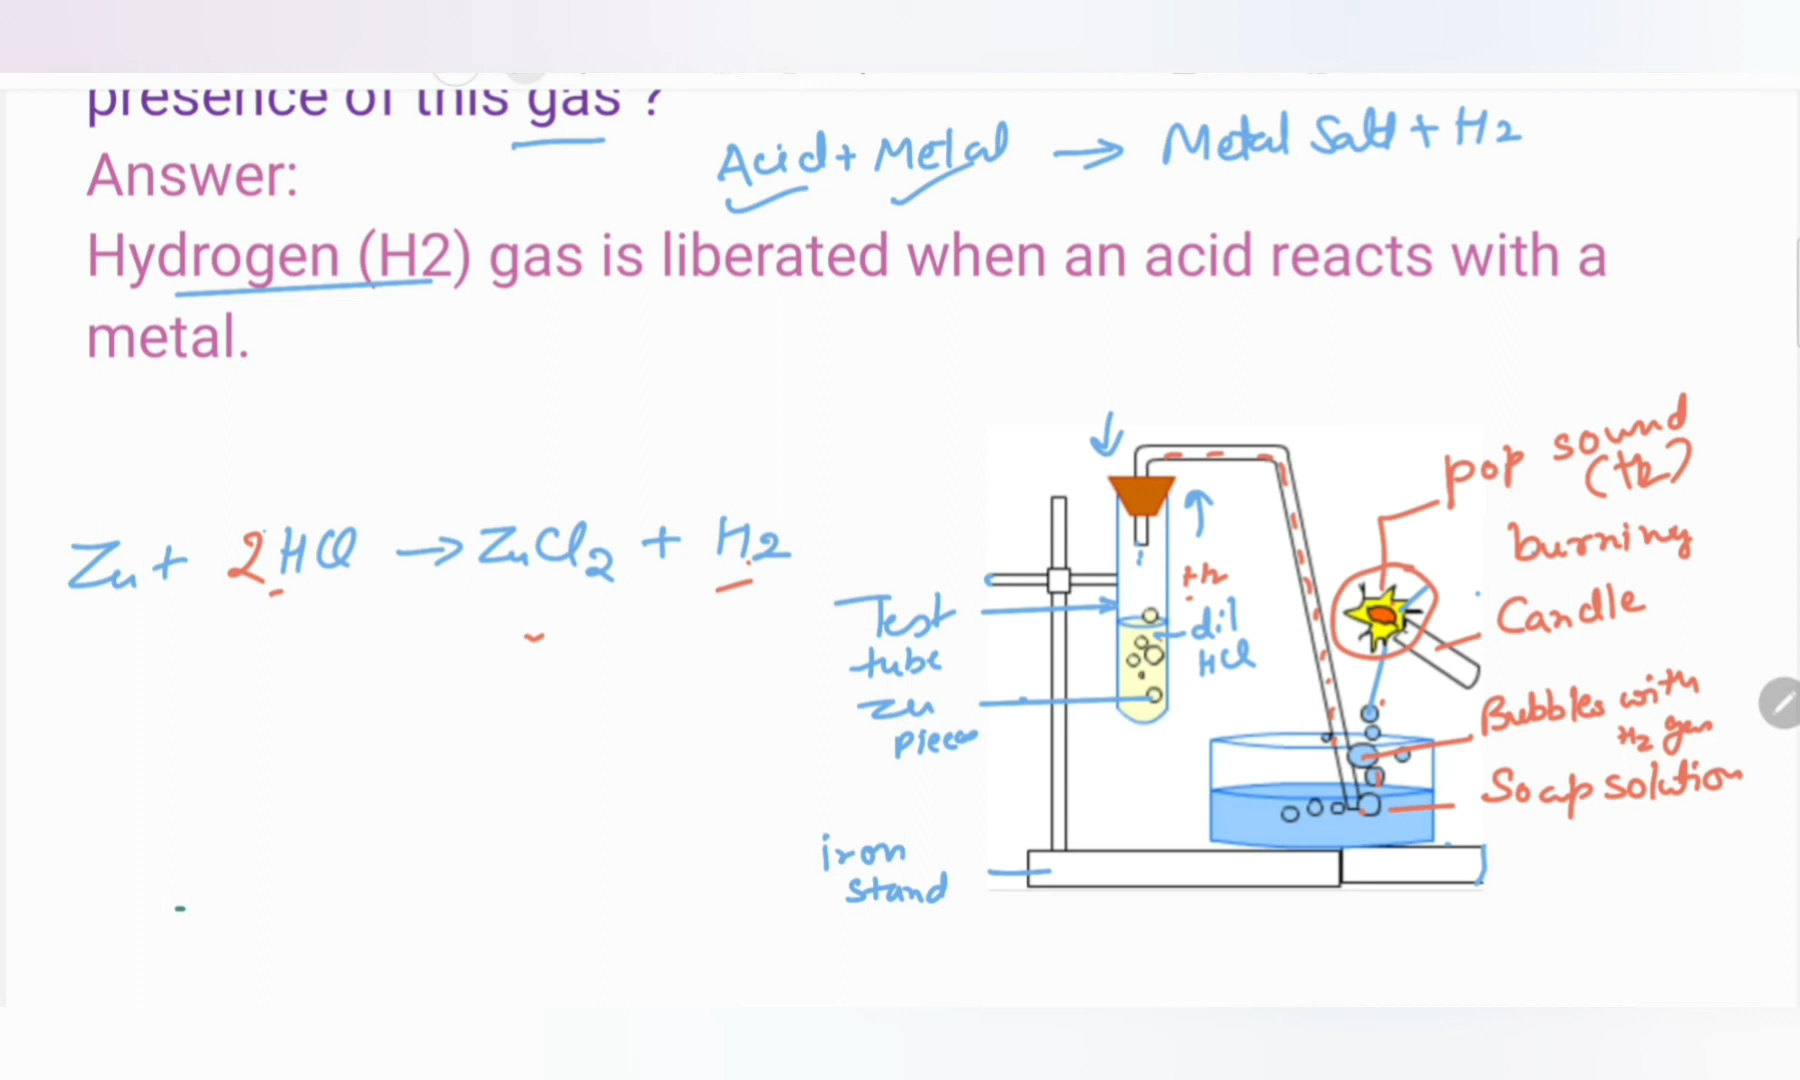 presence of this gas ?
Acid + Metal → Metal Salt + H2
Answer:
Hydrogen (H2) gas is liberated when an acid reacts with a
metal.
pop sound
(H2)
burning
Candle
Zn + 2HCl → ZnCl2 + H2
H2
Test
tube
dil
HCl
Zn
pieces
Bubbles with
H2 gas
Soap solution
iron
stand